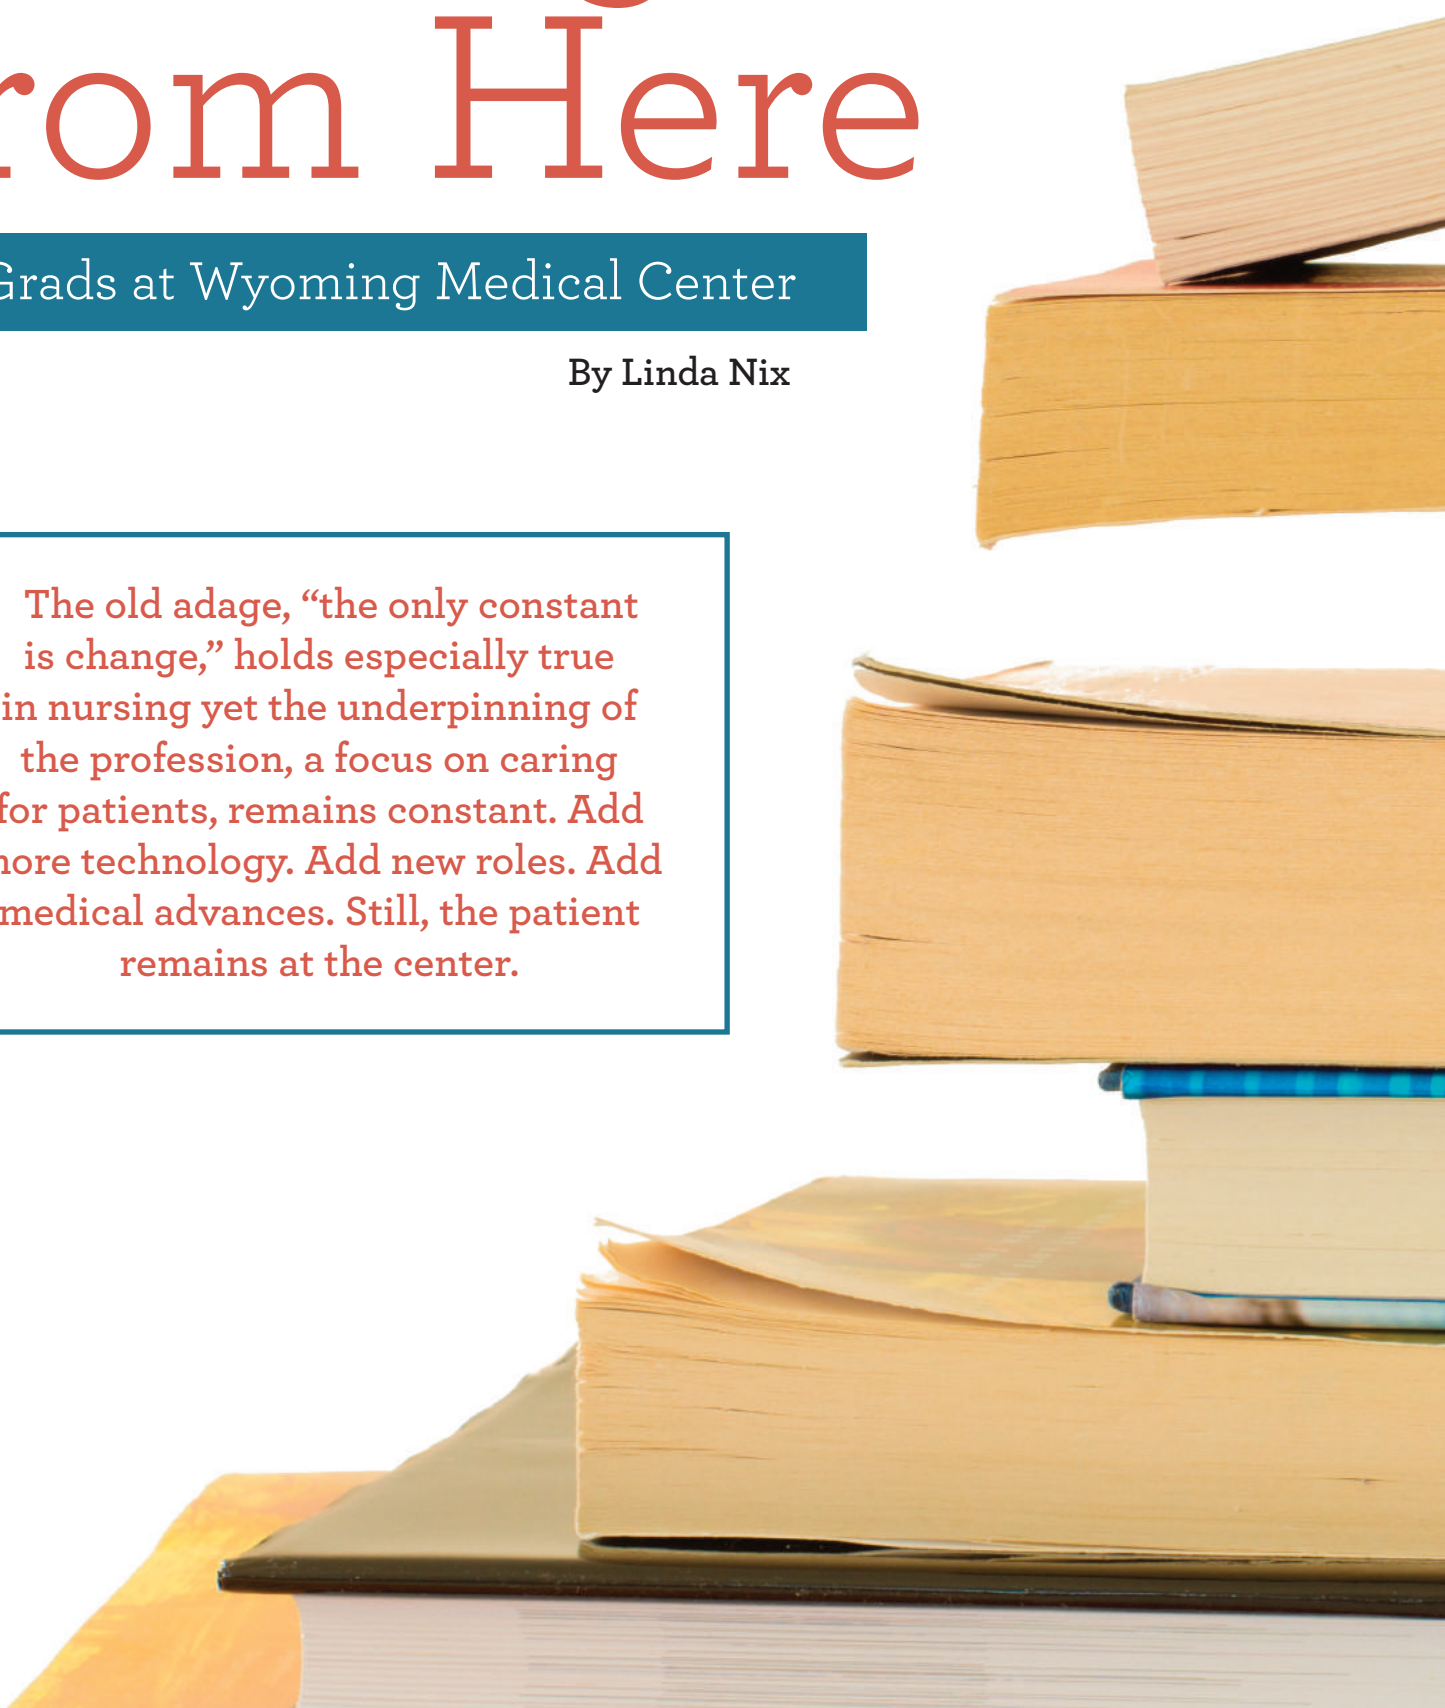 rom Here
Grads at Wyoming Medical Center
By Linda Nix
The old adage, “the only constant
is change,” holds especially true
in nursing yet the underpinning of
the profession, a focus on caring
for patients, remains constant. Add
more technology. Add new roles. Add
medical advances. Still, the patient
remains at the center.